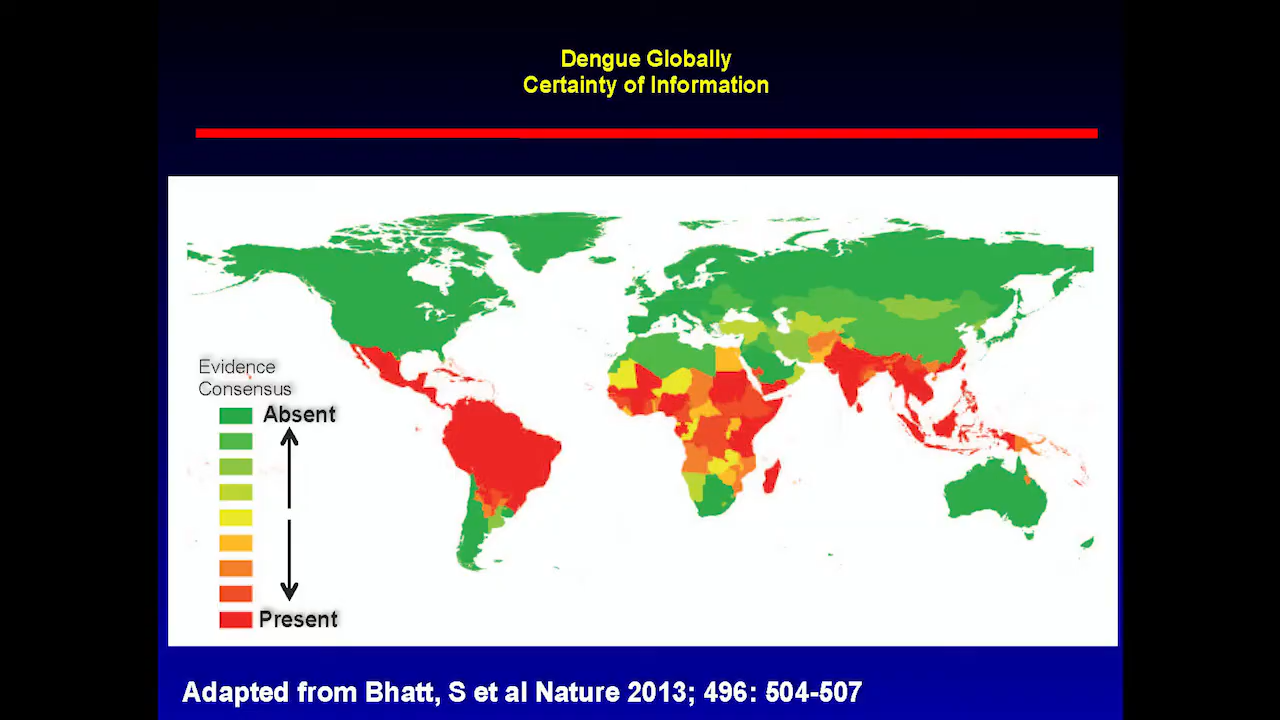 Dengue Globally
Certainty of Information
Evidence
Consensus
Absent
Present
Adapted from Bhatt, S et al Nature 2013; 496: 504-507